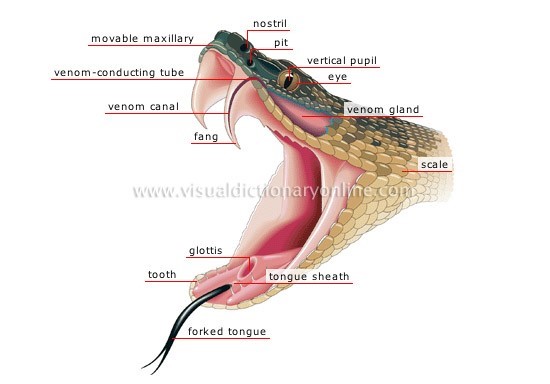 nostril
movable maxillary
pit
vertical pupil
venom-conducting tube
eye
venom canal
venom gland
fang
scale
www.visualdictionaryonline.com
glottis
tooth
tongue sheath
forked tongue